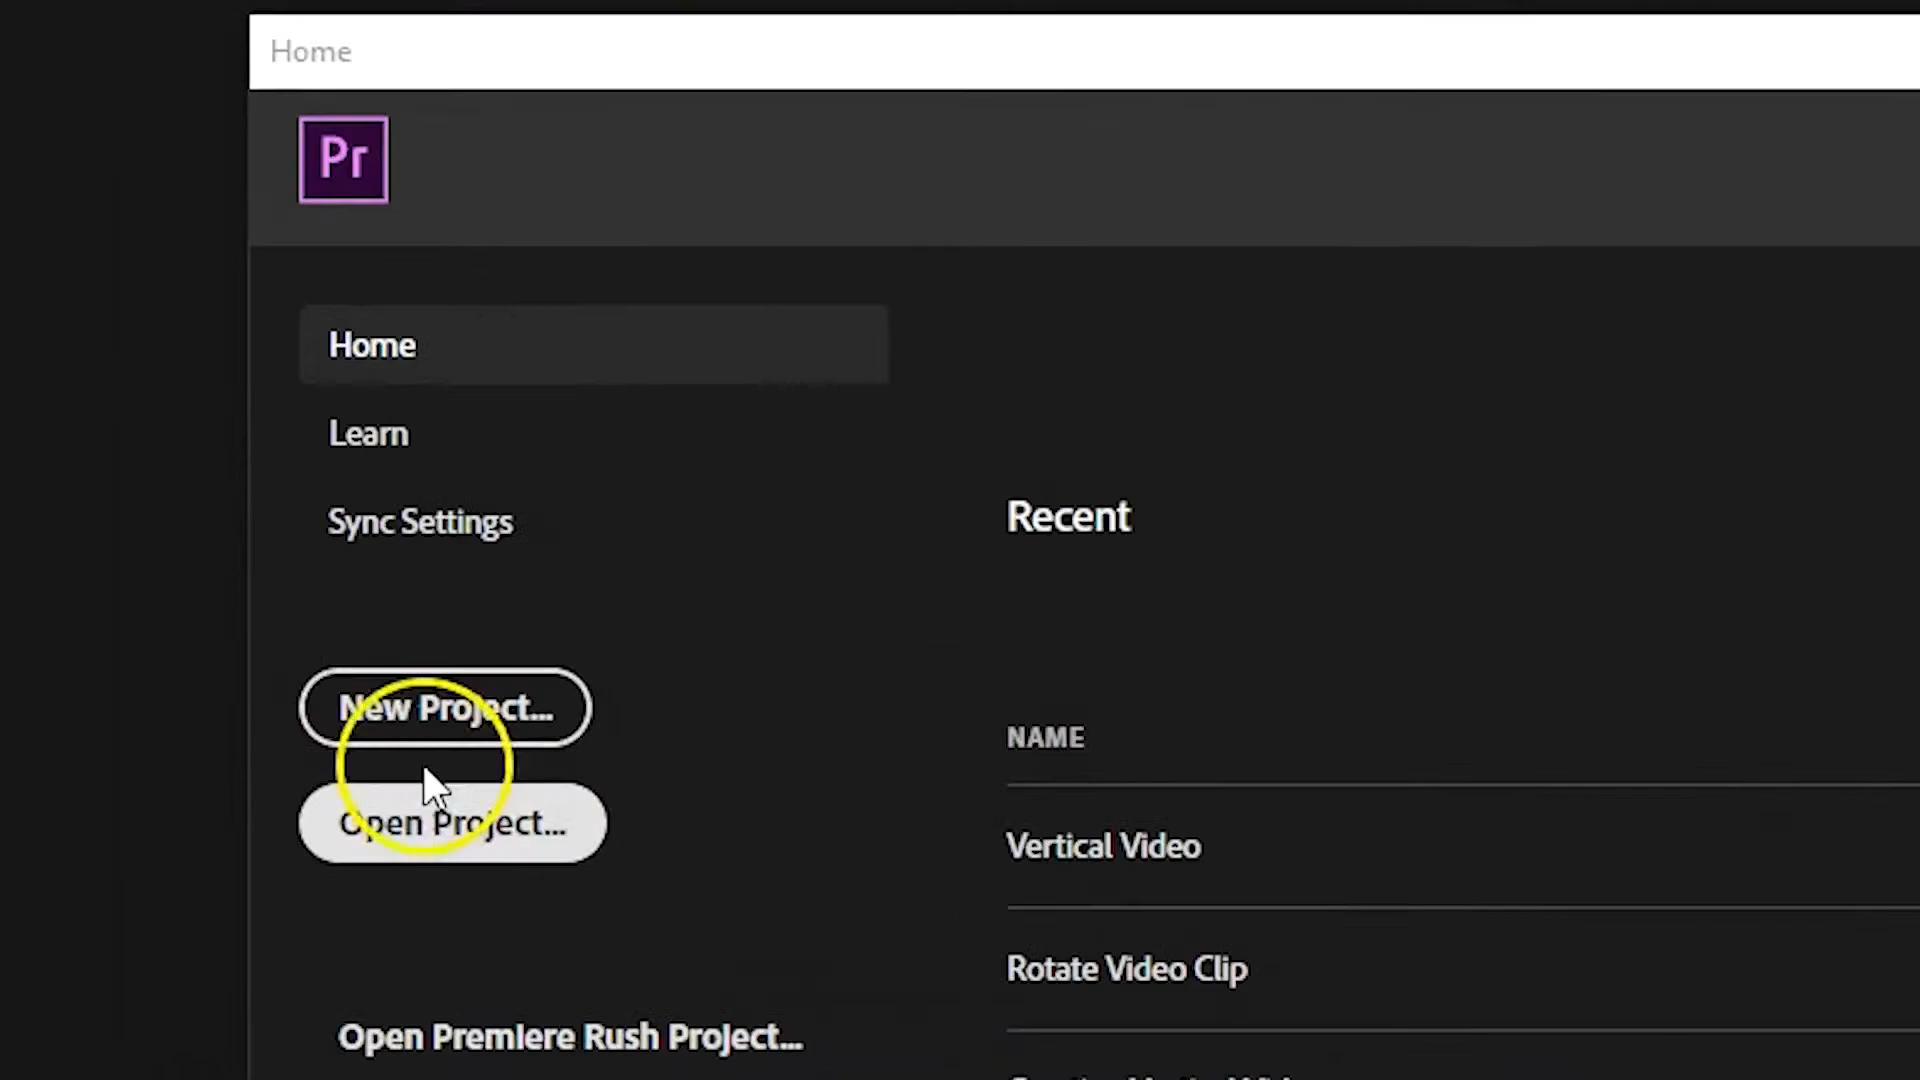 Home
Pr
Home
Learn
Sync Settings
Recent
New Project...
NAME
Open Project...
Vertical Video
Rotate Video Clip
Open Premiere Rush Project...